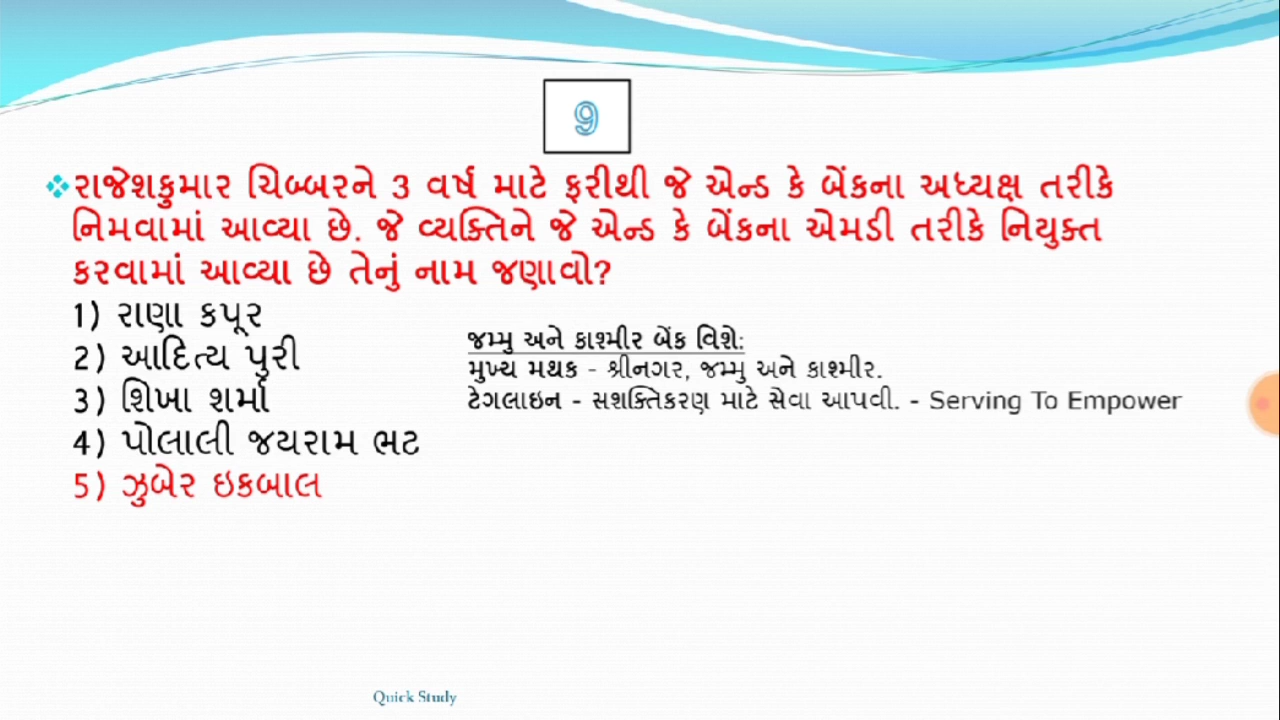 9
❖રાજેશકુમાર ચિબ્બરને 3 વર્ષ માટે ફરીથી જે એન્ડ કે બેંકના અધ્યક્ષ તરીકે
નિમવામાં આવ્યા છે. જે વ્યક્તિને જે એન્ડ કે બેંકના એમડી તરીકે નિયુક્ત
કરવામાં આવ્યા છે તેનું નામ જણાવો?
1) રાણા કપૂર
2) આદિત્ય પુરી
3) શિખા શર્મા
4) પોલાલી જયરામ ભટ
5) ઝુબેર ઇકબાલ
જમ્મુ અને કાશ્મીર બેંક વિશે:
મુખ્ય મથક - શ્રીનગર, જમ્મુ અને કાશ્મીર.
ટેગલાઇન - સશક્તિકરણ માટે સેવા આપવી. - Serving To Empower
Quick Study